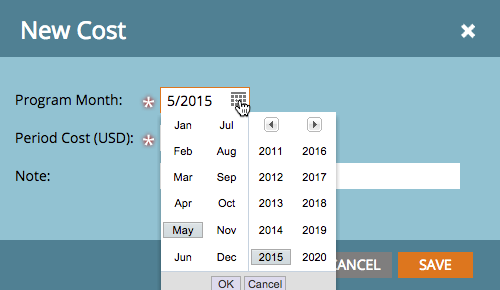 New Cost
Program Month: * 5/2015
Jan Jul
Feb Aug 2011 2016
Period Cost (USD): *
Mar Sep 2012 2017
Note:
Apr Oct 2013 2018
May Nov 2014 2019
Jun Dec 2015 2020
OK Cancel
ANCEL SAVE